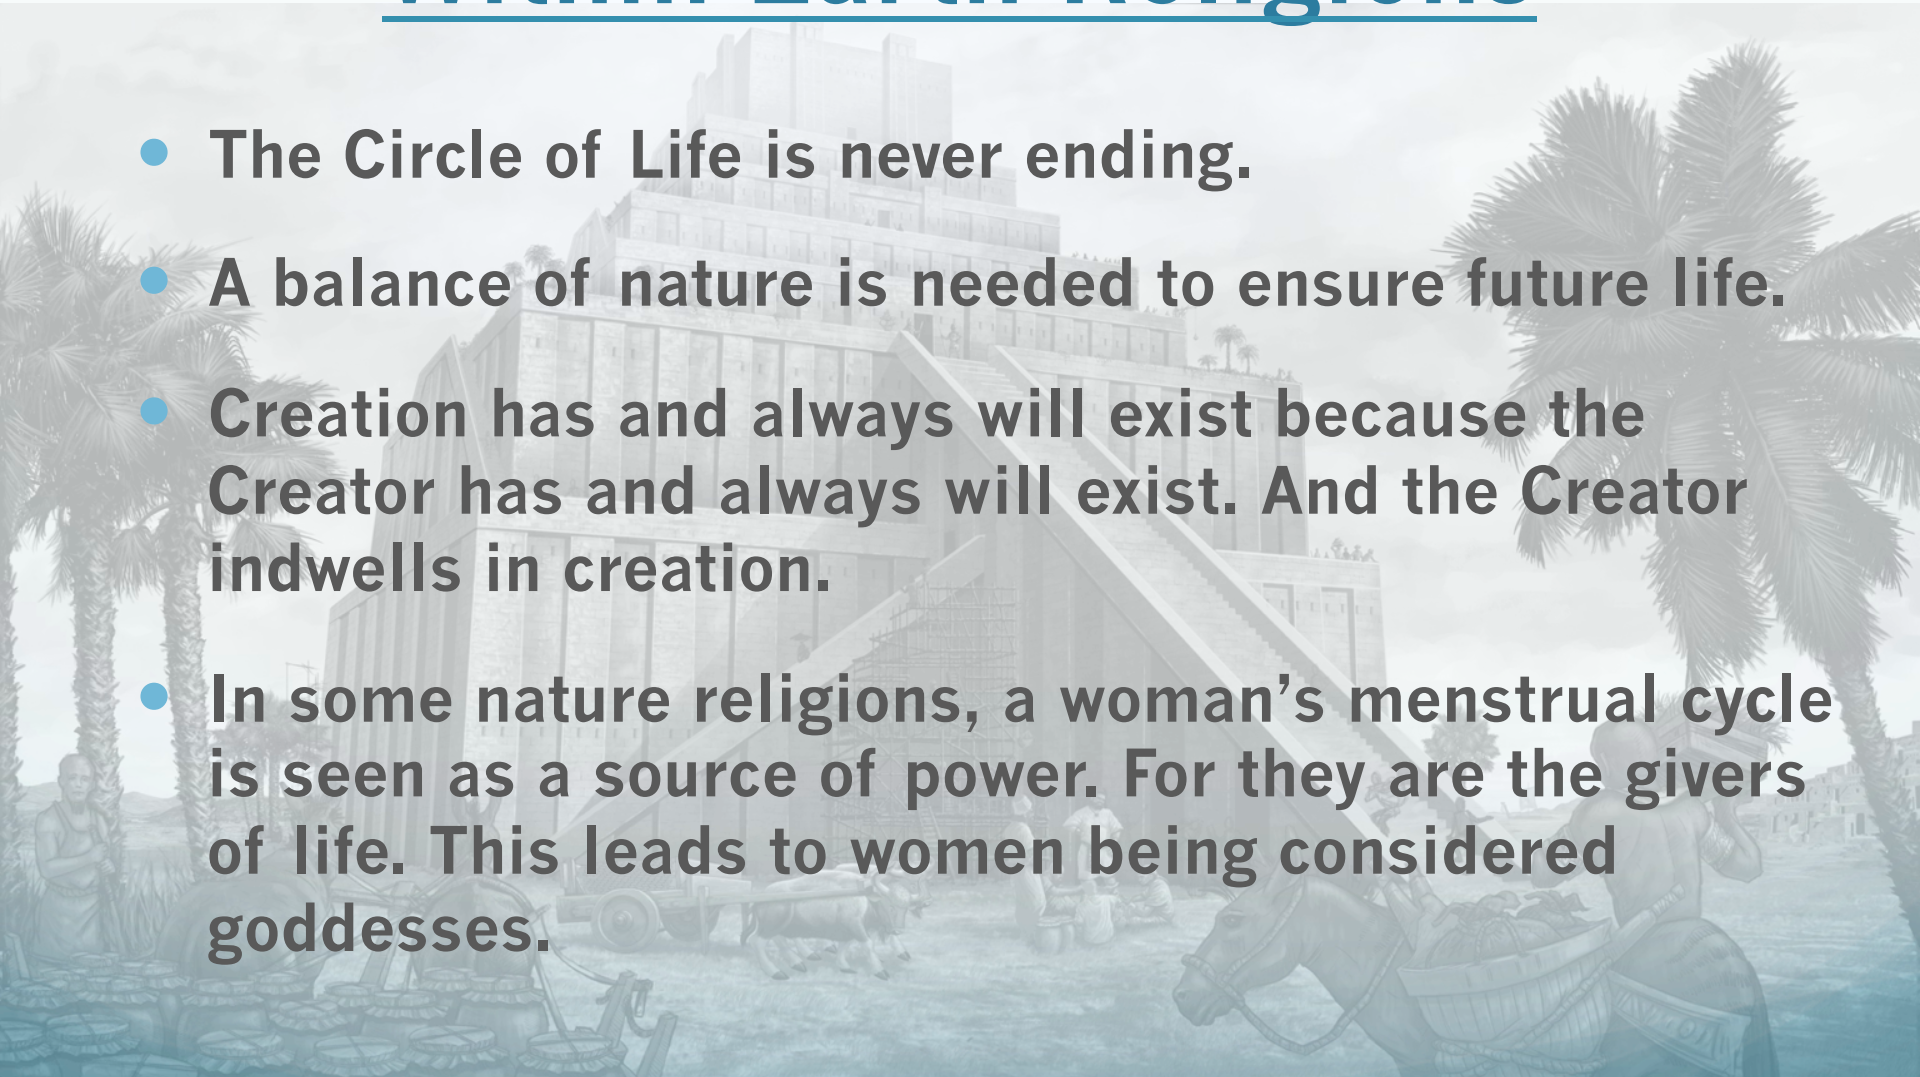 Within Earth Religions
The Circle of Life is never ending.
A balance of nature is needed to ensure future life.
Creation has and always will exist because the
Creator has and always will exist. And the Creator
indwells in creation.
In some nature religions, a woman’s menstrual cycle
is seen as a source of power. For they are the givers
of life. This leads to women being considered
goddesses.